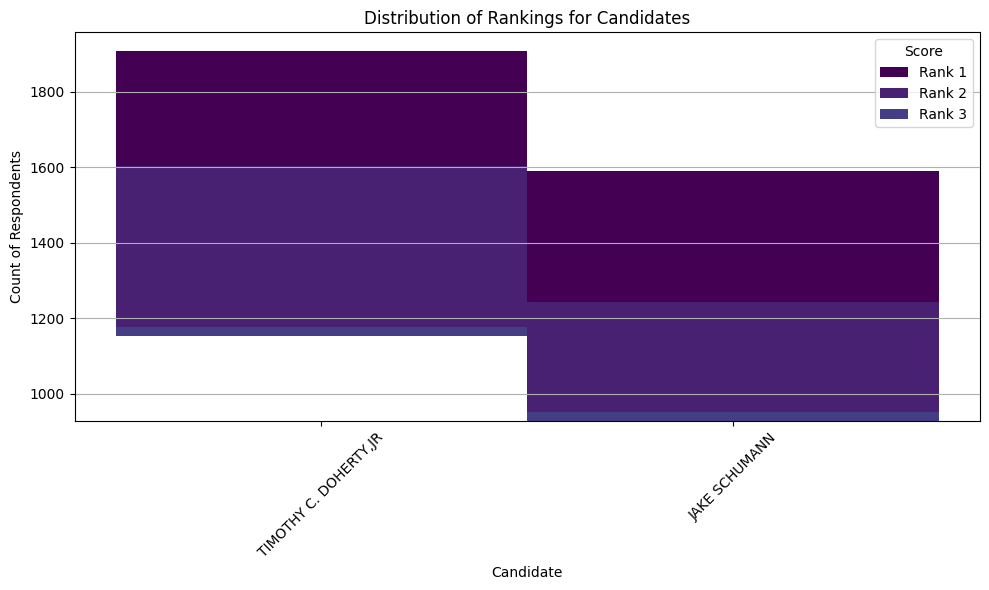 Distribution of Rankings for Candidates
Score
Rank 1
Rank 2
Rank 3
Count of Respondents
1800
1600
1400
1200
1000
TIMOTHY C. DOHERTY,JR
JAKE SCHUMANN
Candidate